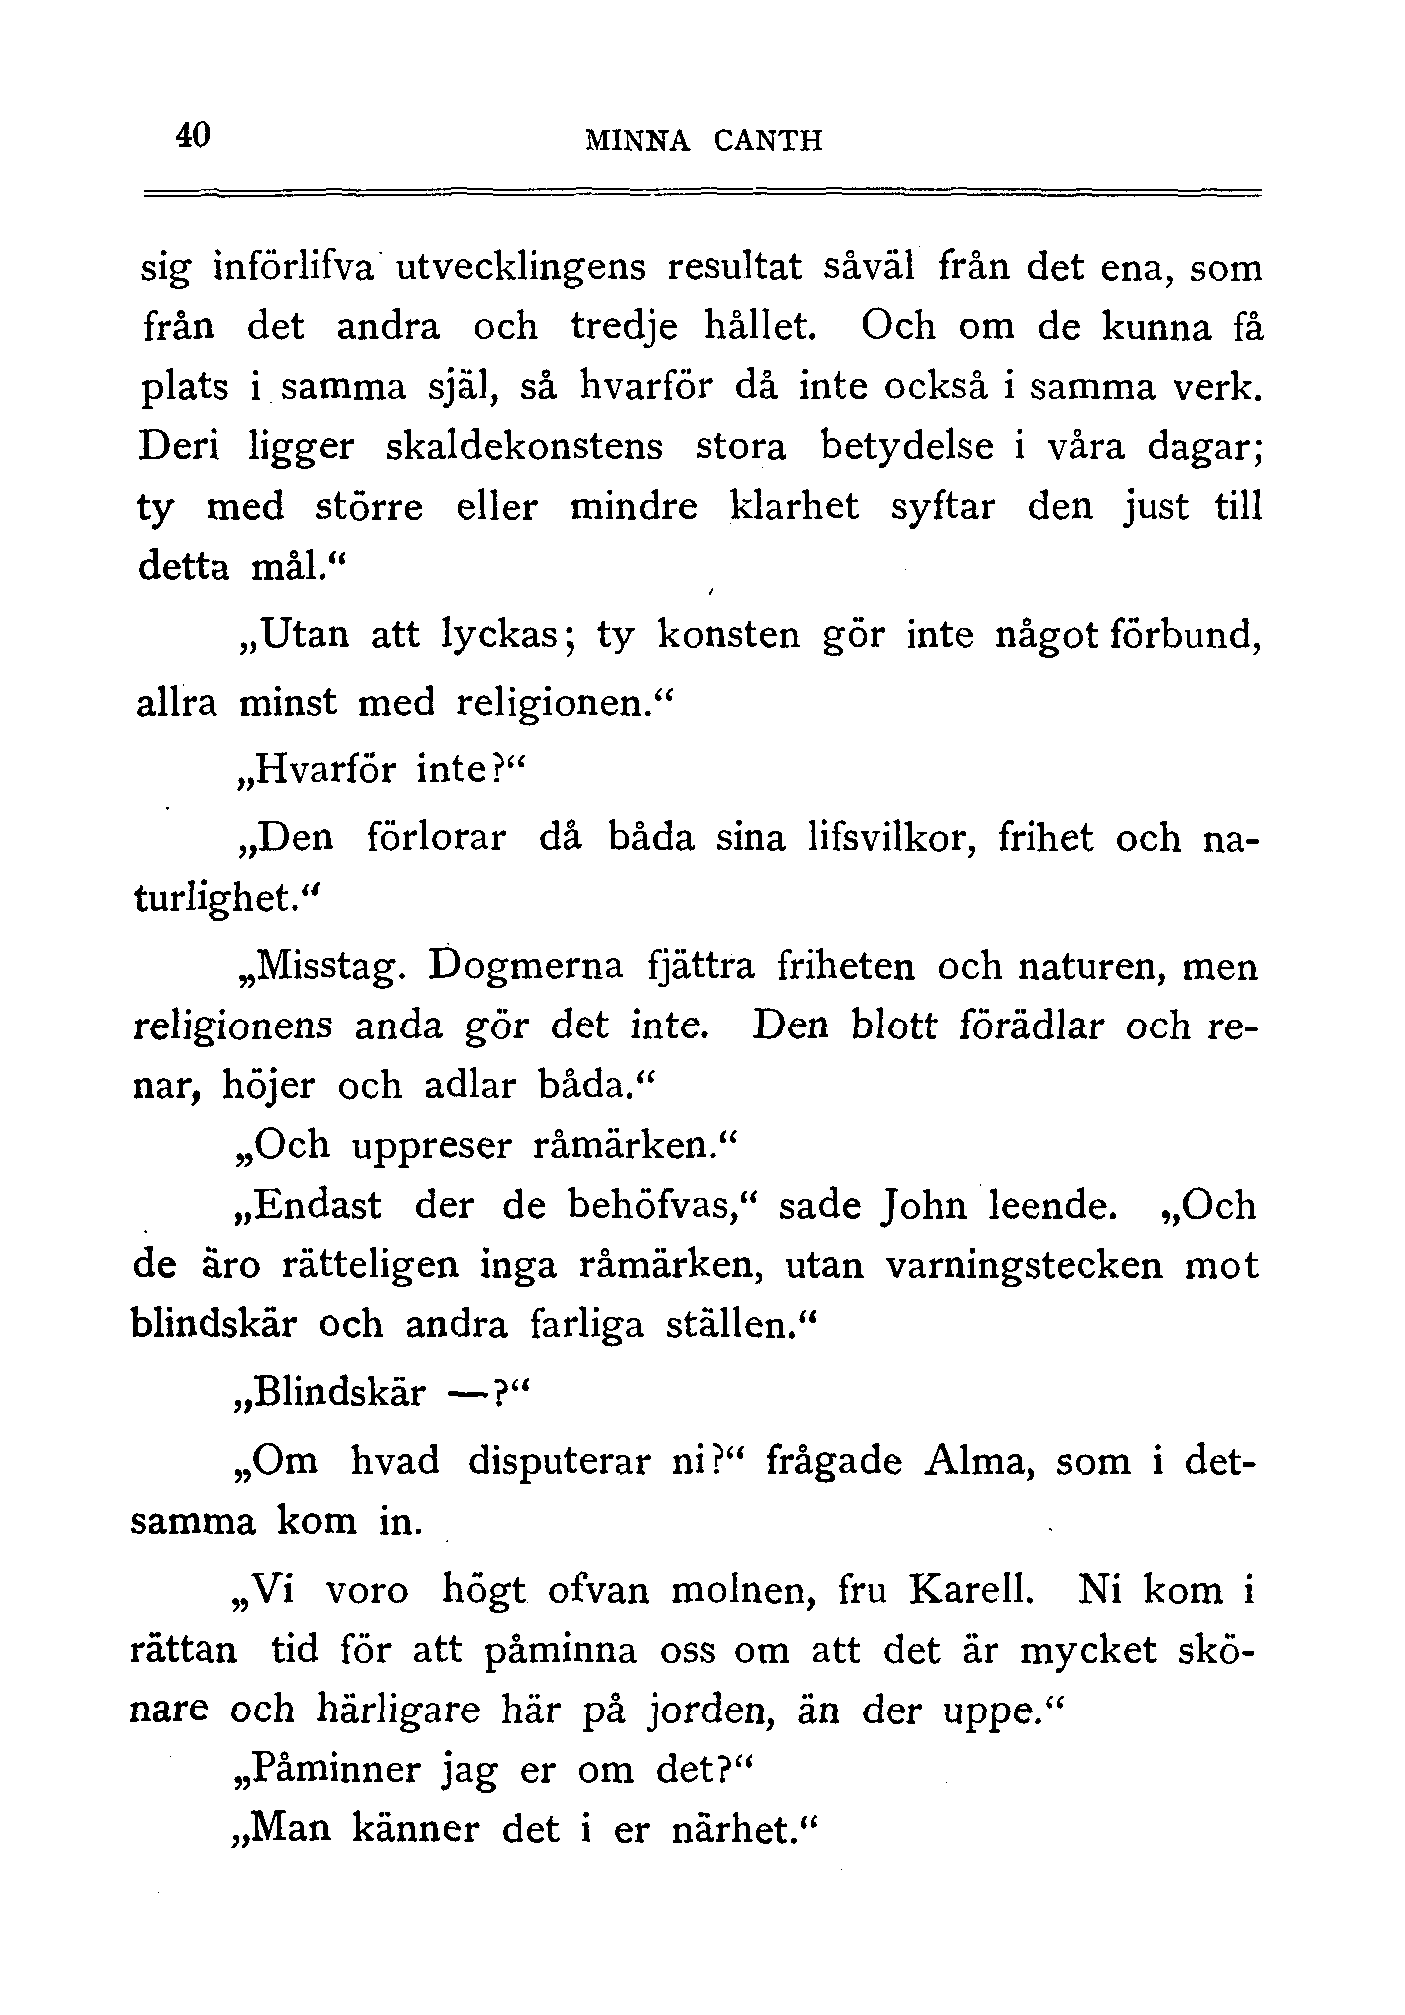 40
MINNA CANTH
sig införlifva utvecklingens resultat såväl från det ena, som
från det andra och tredje hållet. Och om de kunna få
plats i samma själ, så hvarför då inte också i samma verk.
Deri ligger skaldekonstens stora betydelse i våra dagar;
ty med större eller mindre klarhet syftar den just till
detta mål.“
„Utan att lyckas; ty konsten gör inte något förbund,
allra minst med religionen.“
„Hvarför inte?“
„Den förlorar då båda sina lifsvilkor, frihet och na-
turlighet.“
„Misstag. Dogmerna fjättra friheten och naturen, men
religionens anda gör det inte. Den blott förädlar och re-
nar, höjer och adlar båda.“
„Och uppreser råmärken.“
„Endast der de behöfvas,“ sade John leende. „Och
de äro rätteligen inga råmärken, utan varningstecken mot
blindskär och andra farliga ställen.“
„Blindskär —?“
„Om hvad disputerar ni?“ frågade Alma, som i det-
samma kom in.
„Vi voro högt ofvan molnen, fru Karell. Ni kom i
rättan tid för att påminna oss om att det är mycket skö-
nare och härligare här på jorden, än der uppe.“
„Påminner jag er om det?“
„Man känner det i er närhet.“